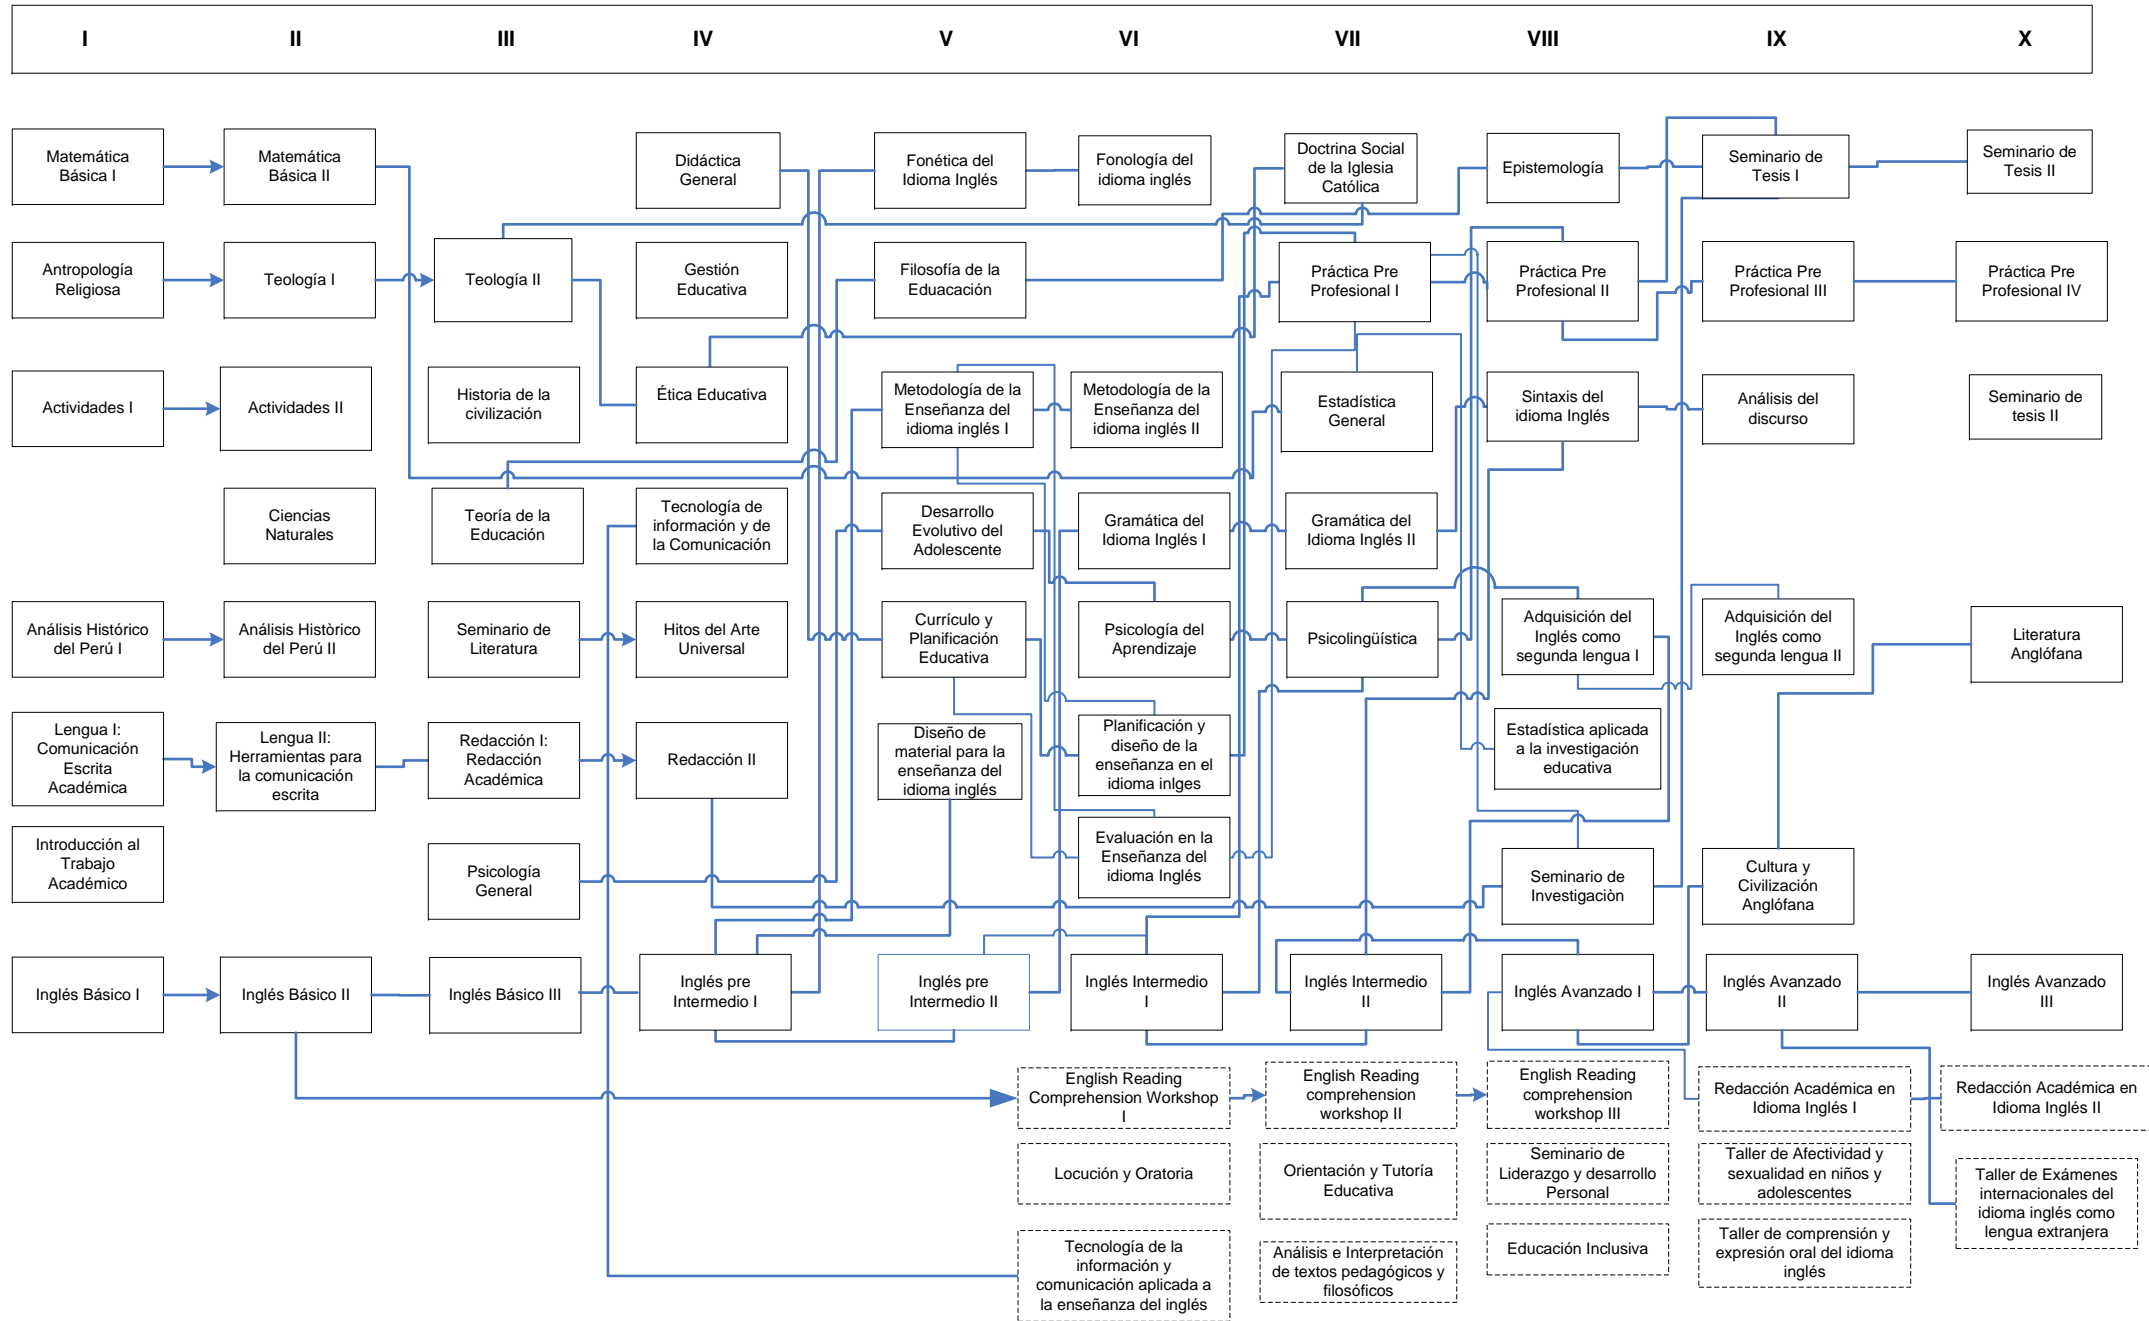 I
II
III
IV
V
VI
VII
VIII
IX
X
Matemática
Básica I
Matemática
Básica II
Didáctica
General
Fonética del
Idioma Inglés
Fonología del
idioma inglés
Doctrina Social
de la Iglesia
Católica
Epistemología
Seminario de
Tesis I
Seminario de
Tesis II
Antropología
Religiosa
Teología I
Teología II
Gestión
Educativa
Filosofía de la
Eduacación
Práctica Pre
Profesional I
Práctica Pre
Profesional II
Práctica Pre
Profesional III
Práctica Pre
Profesional IV
Actividades I
Actividades II
Historia de la
civilización
Ética Educativa
Metodología de la
Enseñanza del
idioma inglés I
Metodología de la
Enseñanza del
idioma inglés II
Estadística
General
Sintaxis del
idioma Inglés
Análisis del
discurso
Seminario de
tesis II
Ciencias
Naturales
Teoría de la
Educación
Tecnología de
información y de
la Comunicación
Desarrollo
Evolutivo del
Adolescente
Gramática del
Idioma Inglés I
Gramática del
Idioma Inglés II
Análisis Histórico
del Perú I
Análisis Històrico
del Perú II
Seminario de
Literatura
Hitos del Arte
Universal
Currículo y
Planificación
Educativa
Psicología del
Aprendizaje
Psicolingüística
Adquisición del
Inglés como
segunda lengua I
Adquisición del
Inglés como
segunda lengua II
Literatura
Anglófana
Lengua I:
Comunicación
Escrita
Académica
Lengua II:
Herramientas para
la comunicación
escrita
Redacción I:
Redacción
Académica
Redacción II
Diseño de
material para la
enseñanza del
idioma inglés
Planificación y
diseño de la
enseñanza en el
idioma inlges
Estadística aplicada
a la investigación
educativa
Introducción al
Trabajo
Académico
Psicología
General
Evaluación en la
Enseñanza del
idioma Inglés
Seminario de
Investigaciòn
Cultura y
Civilización
Anglófana
Inglés Básico I
Inglés Básico II
Inglés Básico III
Inglés pre
Intermedio I
Inglés pre
Intermedio II
Inglés Intermedio
I
Inglés Intermedio
II
Inglés Avanzado I
Inglés Avanzado
II
Inglés Avanzado
III
English Reading
Comprehension Workshop
I
English Reading
comprehension
workshop II
English Reading
comprehension
workshop III
Redacción Académica en
Idioma Inglés I
Redacción Académica en
Idioma Inglés II
Locución y Oratoria
Orientación y Tutoría
Educativa
Seminario de
Liderazgo y desarrollo
Personal
Taller de Afectividad y
sexualidad en niños y
adolescentes
Taller de Exámenes
internacionales del
idioma inglés como
lengua extranjera
Tecnología de la
información y
comunicación aplicada a
la enseñanza del inglés
Análisis e Interpretación
de textos pedagógicos y
filosóficos
Educación Inclusiva
Taller de comprensión y
expresión oral del idioma
inglés